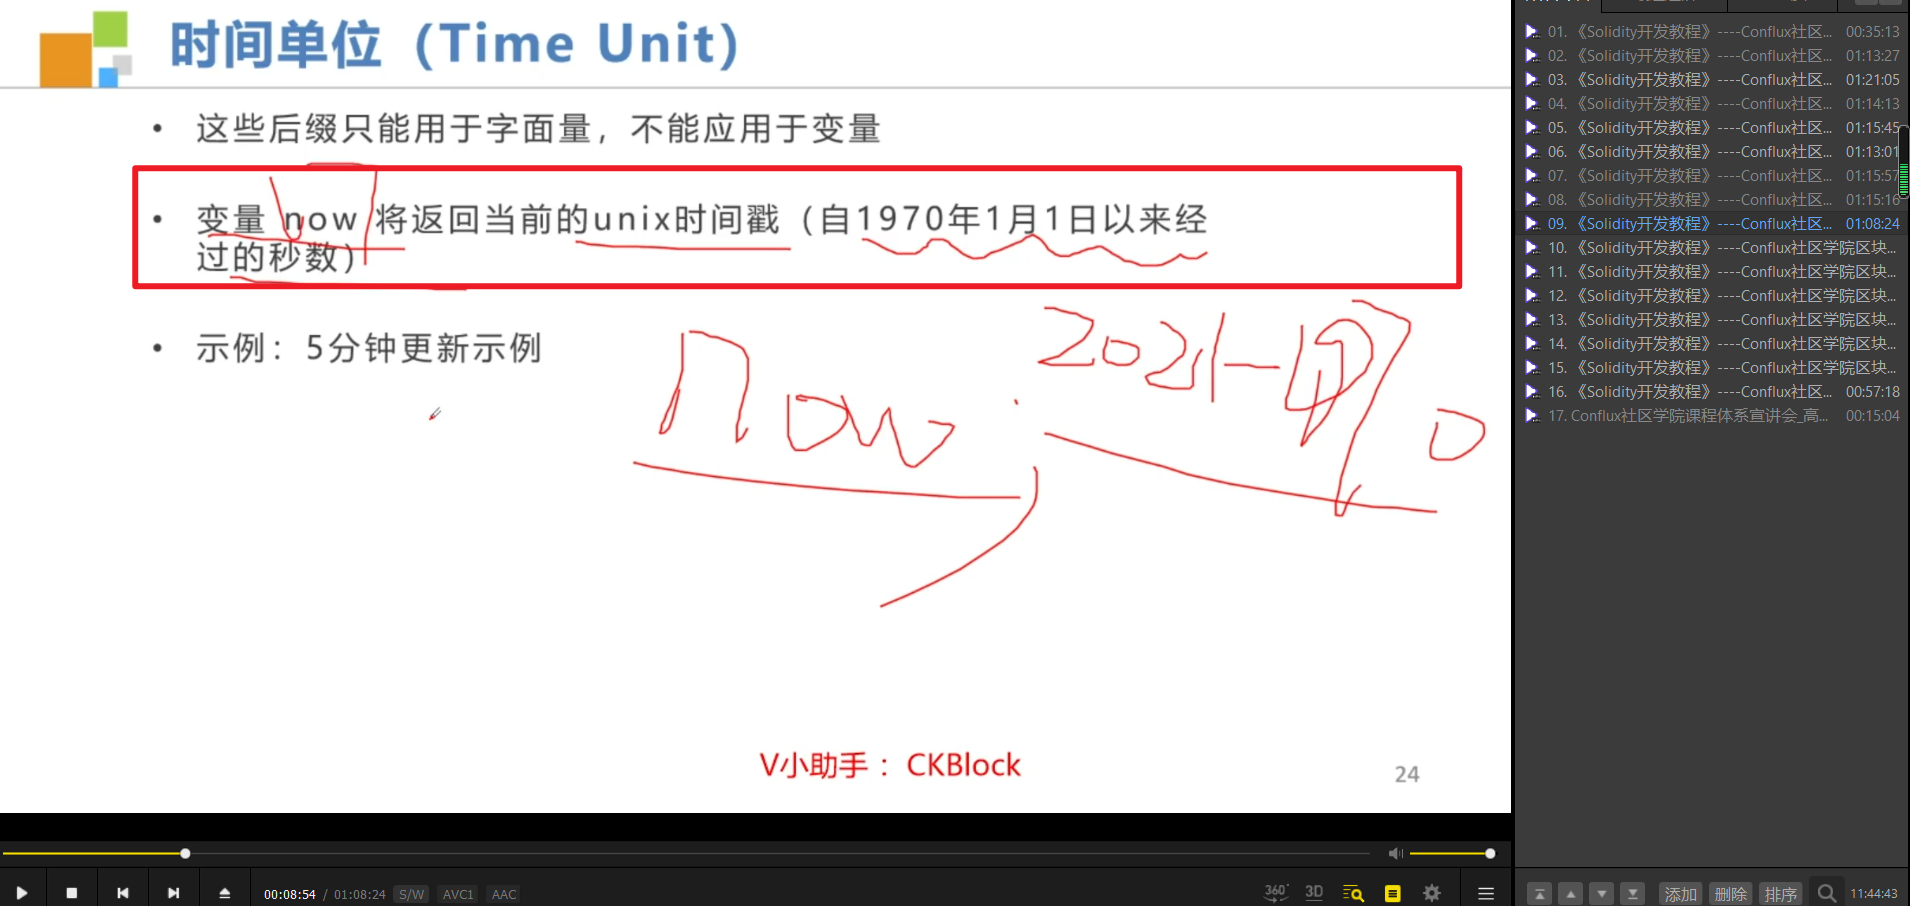 时间单位（Time Unit）
• 这些后缀只能用于字面量，不能应用于变量
• 变量 now 将返回当前的unix时间戳（自1970年1月1日以来经
过的秒数）
• 示例：5分钟更新示例
now
2021-
0
V小助手：CKBlock
24
00:08:54 / 01:08:24 S/W AVC1 AAC
360° 3D
01. 《Solidity开发教程》----Conflux社区... 00:35:13
02. 《Solidity开发教程》----Conflux社区... 01:13:27
03. 《Solidity开发教程》----Conflux社区... 01:21:05
04. 《Solidity开发教程》----Conflux社区... 01:14:13
05. 《Solidity开发教程》----Conflux社区... 01:15:45
06. 《Solidity开发教程》----Conflux社区... 01:13:01
07. 《Solidity开发教程》----Conflux社区... 01:15:57
08. 《Solidity开发教程》----Conflux社区... 01:15:16
09. 《Solidity开发教程》----Conflux社区... 01:08:24
10. 《Solidity开发教程》----Conflux社区学院区块...
11. 《Solidity开发教程》----Conflux社区学院区块...
12. 《Solidity开发教程》----Conflux社区学院区块...
13. 《Solidity开发教程》----Conflux社区学院区块...
14. 《Solidity开发教程》----Conflux社区学院区块...
15. 《Solidity开发教程》----Conflux社区学院区块...
16. 《Solidity开发教程》----Conflux社区... 00:57:18
17. Conflux社区学院课程体系宣讲会_高... 00:15:04
添加 删除 排序 11:44:43